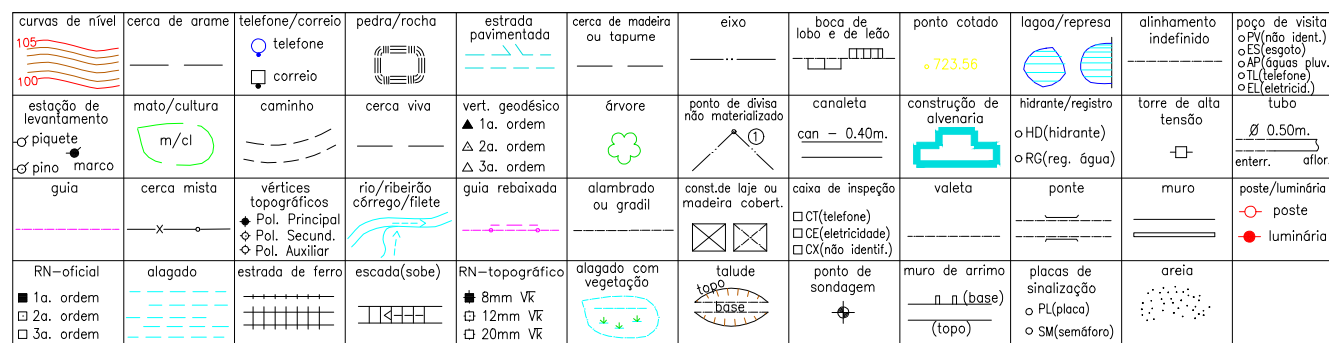 curvas de nível
105
100
cerca de arame
telefone/correio
telefone
correio
pedra/rocha
estrada
pavimentada
cerca de madeira
ou tapume
eixo
boca de
lobo e de leão
ponto cotado
723.56
lagoa/represa
alinhamento
indefinido
poço de visita
PV(não ident.)
ES(esgoto)
AP(águas pluv.)
TL(telefone)
EL(eletricid.)
estação de
levantamento
piquete
marco
pino
mato/cultura
m/cl
caminho
cerca viva
vert. geodésico
1a. ordem
2a. ordem
3a. ordem
árvore
ponto de divisa
não materializado
1
canaleta
can - 0.40m.
construção de
alvenaria
hidrante/registro
HD(hidrante)
RG(reg. água)
torre de alta
tensão
tubo
Ø 0.50m.
enterr.
aflor.
guia
cerca mista
vértices
topográficos
Pol. Principal
Pol. Secund.
Pol. Auxiliar
rio/ribeirão
córrego/filete
guia rebaixada
alambrado
ou gradil
const.de laje ou
madeira cobert.
caixa de inspeção
CT(telefone)
CE(eletricidade)
CX(não identif.)
valeta
ponte
muro
poste/luminária
poste
luminária
RN-oficial
1a. ordem
2a. ordem
3a. ordem
alagado
estrada de ferro
escada(sobe)
RN-topográfico
8mm √k
12mm √k
20mm √k
alagado com
vegetação
talude
topo
base
ponto de
sondagem
muro de arrimo
(base)
(topo)
placas de
sinalização
PL(placa)
SM(semáforo)
areia